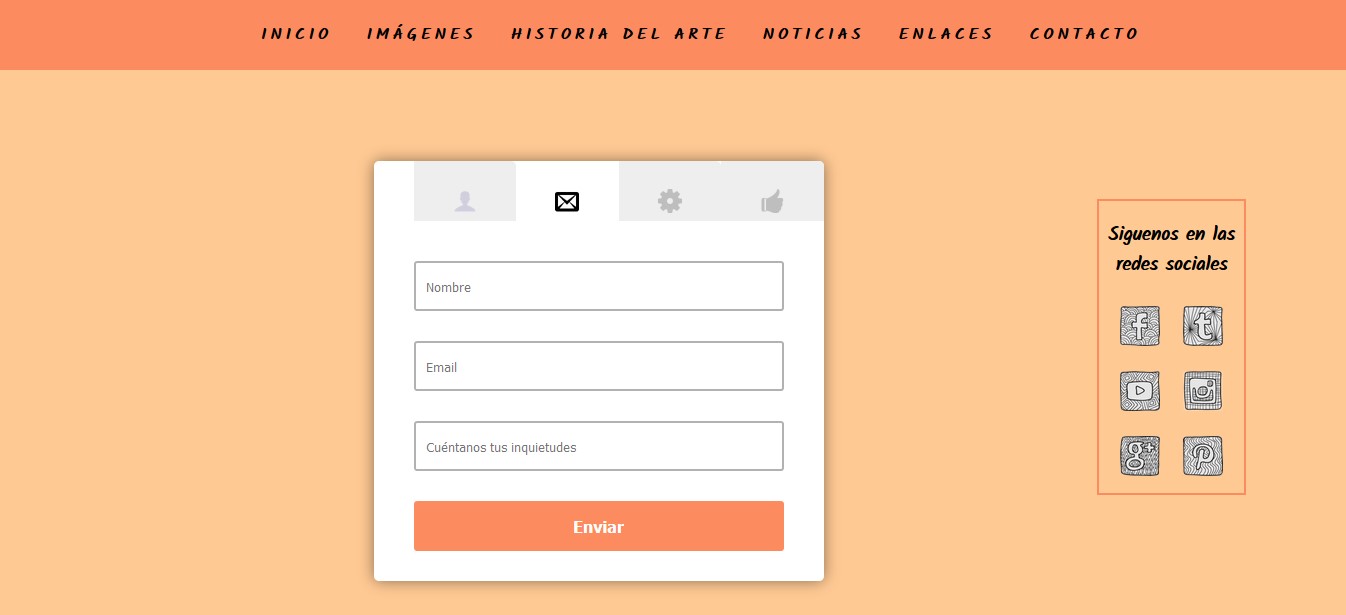 INICIO IMÁGENES HISTORIA DEL ARTE NOTICIAS ENLACES CONTACTO
Nombre
Email
Cuéntanos tus inquietudes
Enviar
Siguenos en las
redes sociales
f t
g+ P